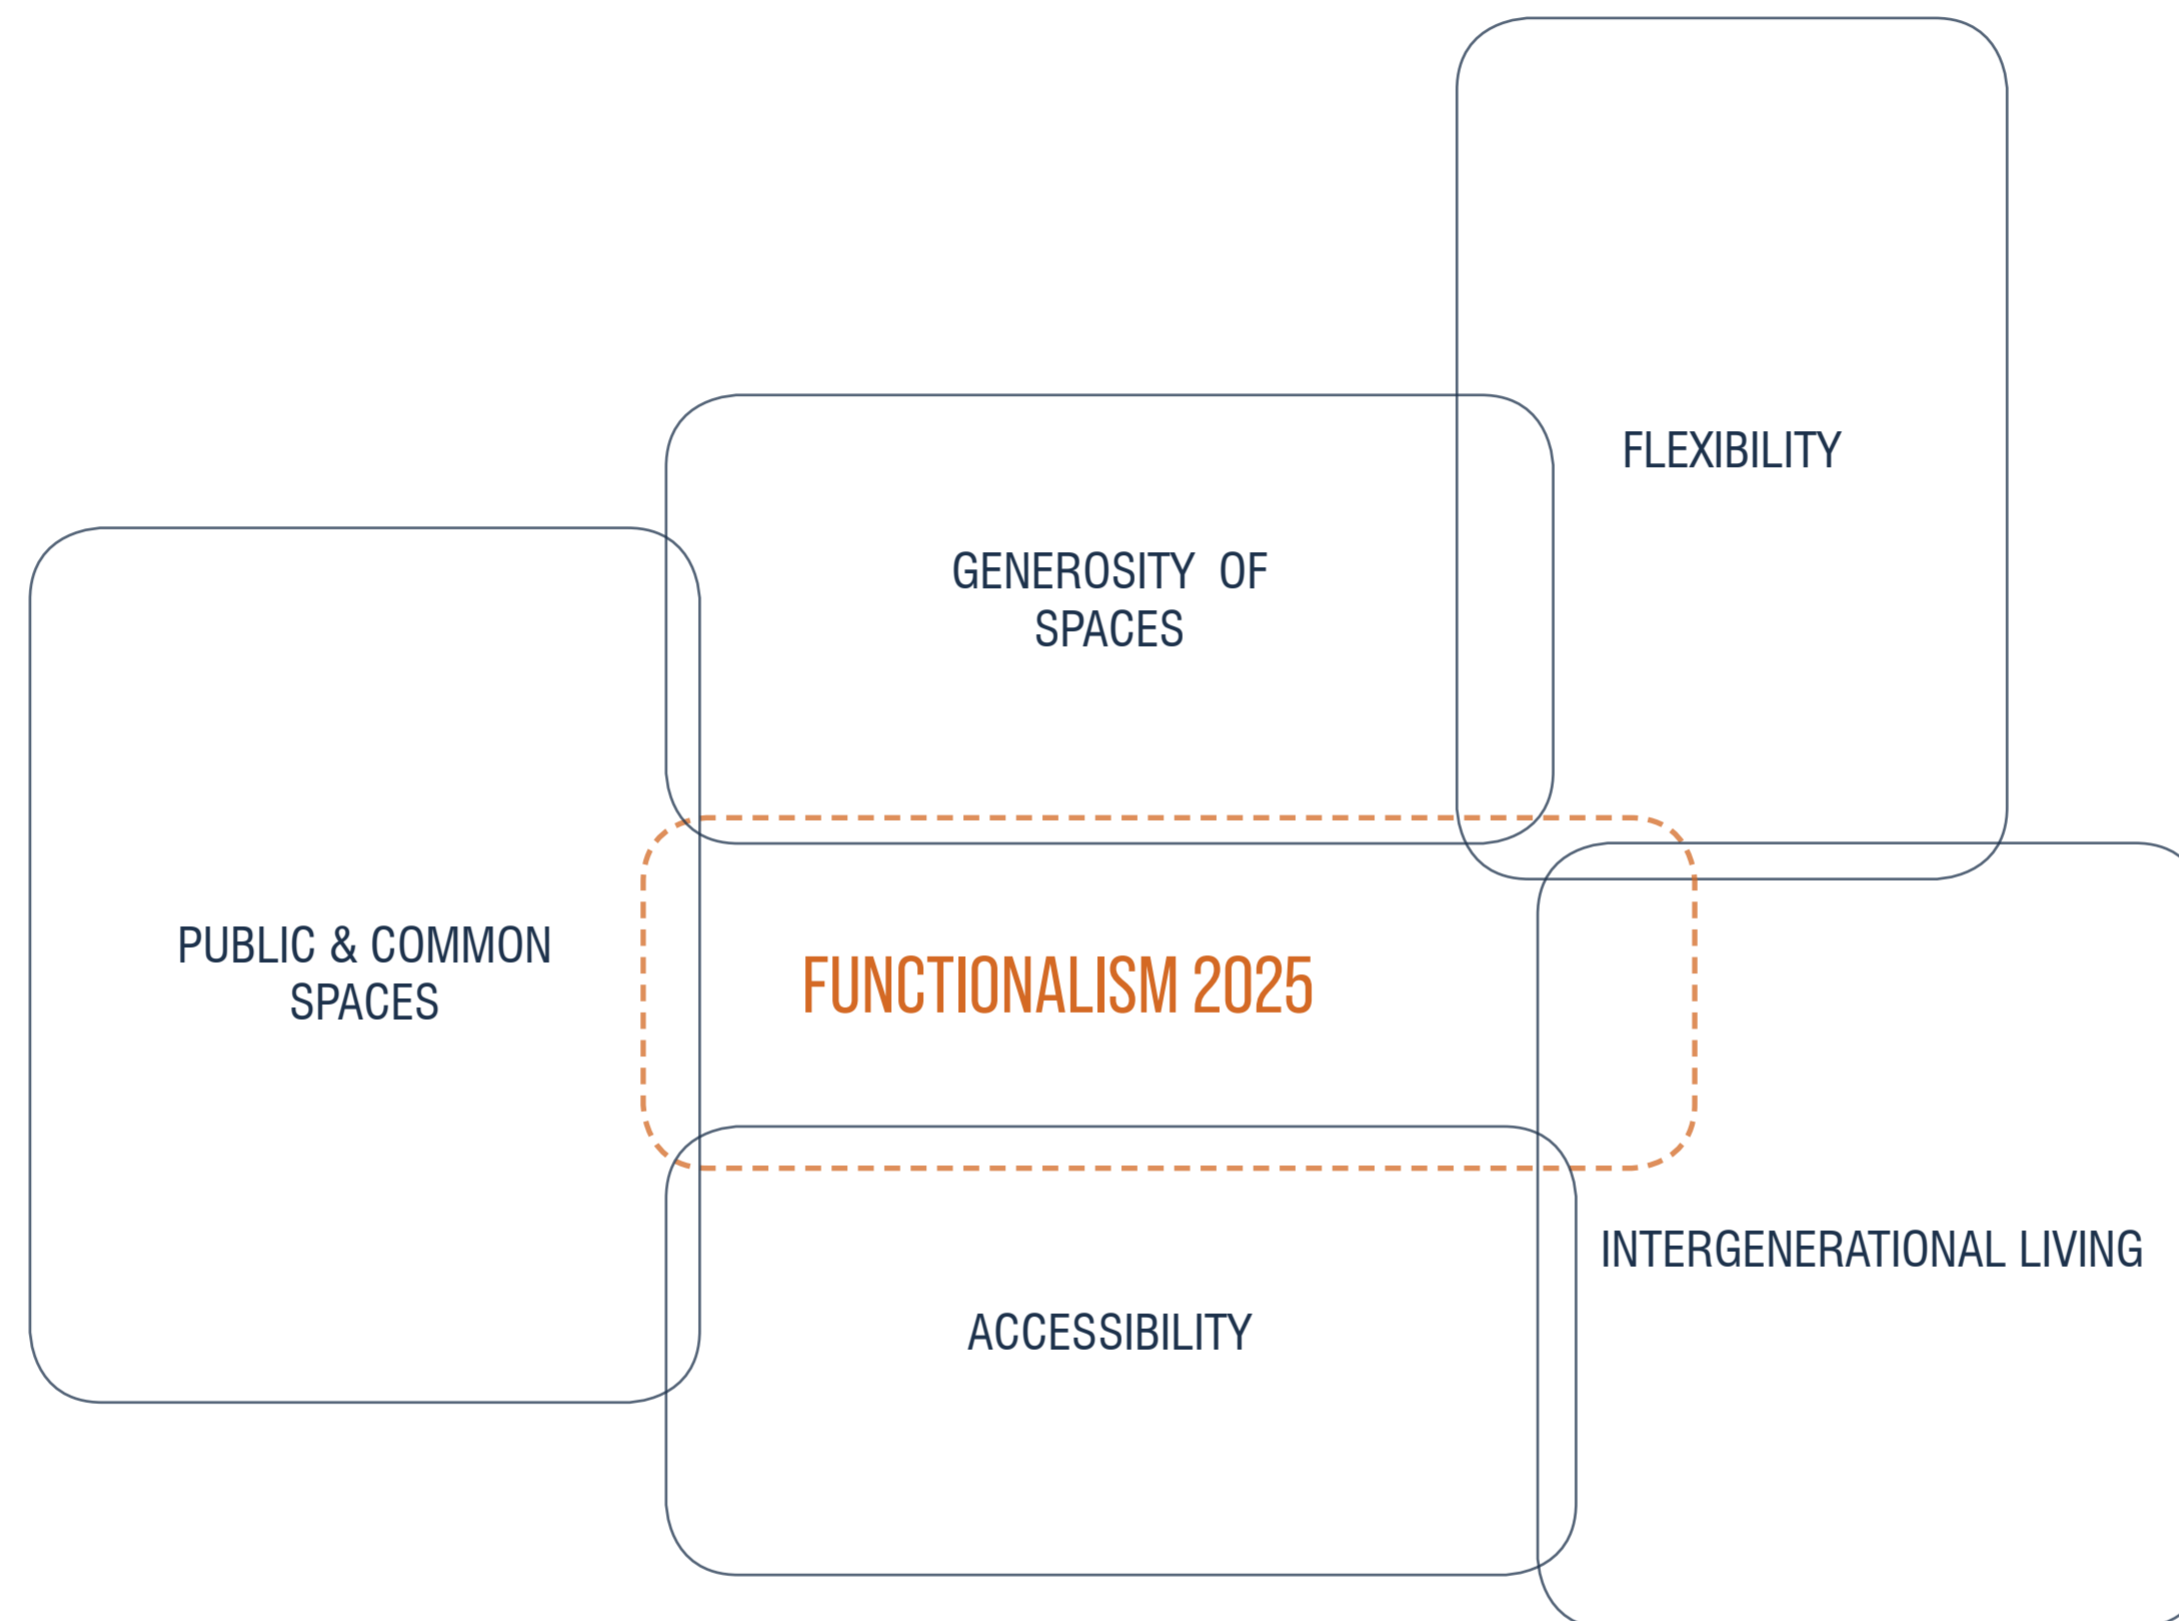 FLEXIBILITY
GENEROSITY OF
SPACES
PUBLIC & COMMON
SPACES
FUNCTIONALISM 2025
INTERGENERATIONAL LIVING
ACCESSIBILITY